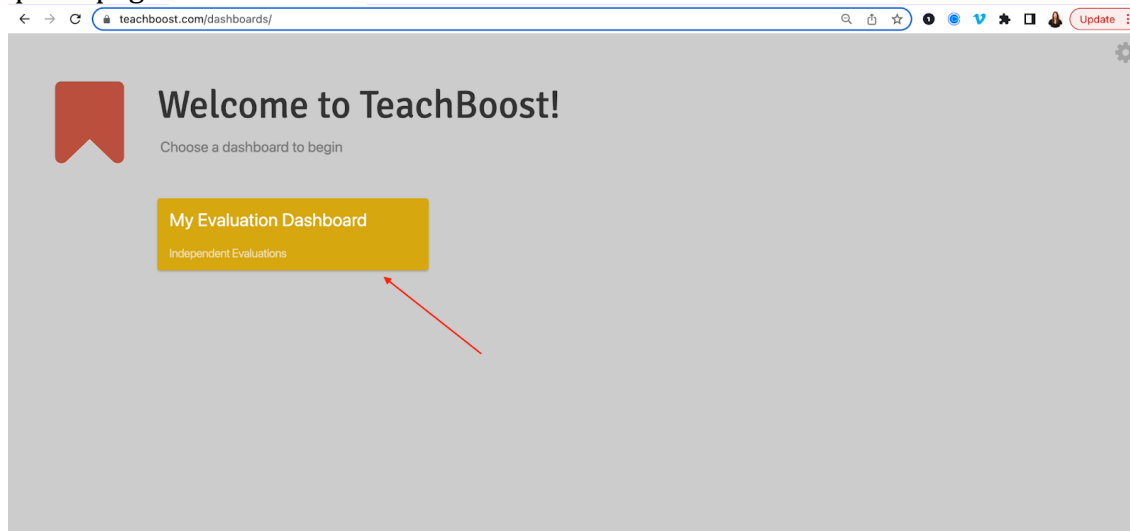 teachboost.com/dashboards/
Update
Welcome to TeachBoost!
Choose a dashboard to begin
My Evaluation Dashboard
Independent Evaluations